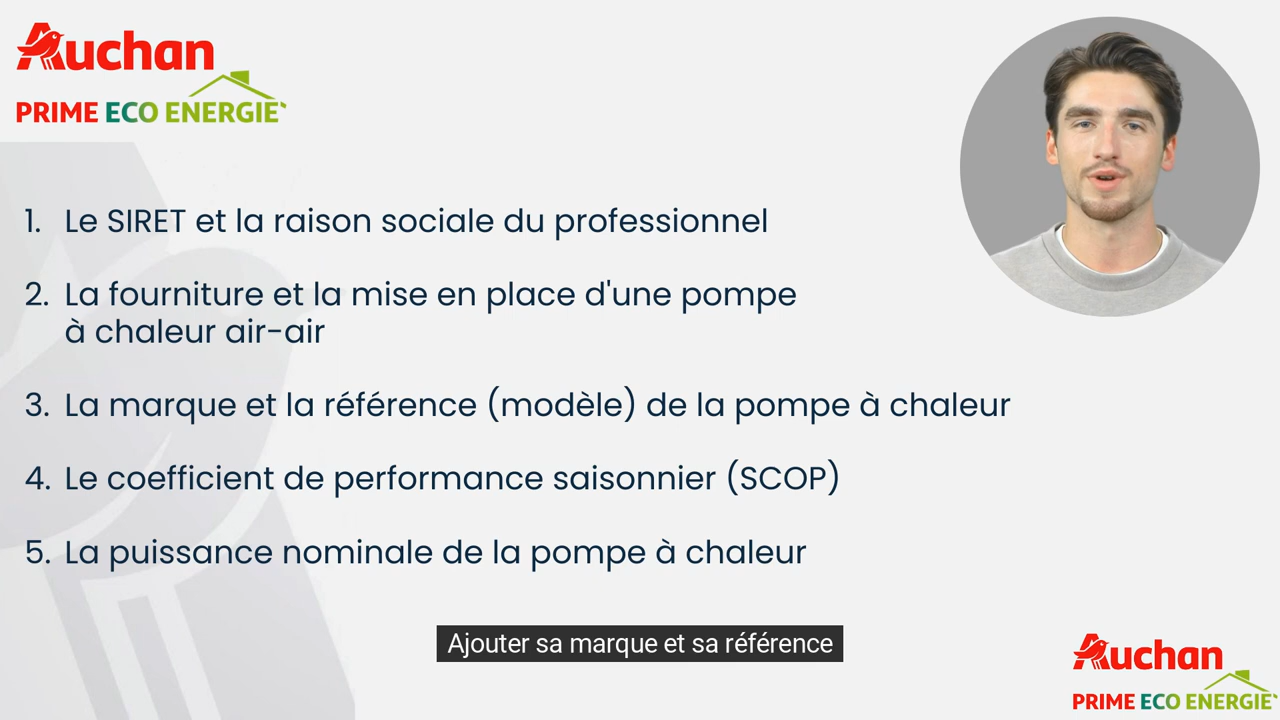 Auchan
PRIME ECO ENERGIE
1. Le SIRET et la raison sociale du professionnel
2. La fourniture et la mise en place d'une pompe
à chaleur air-air
3. La marque et la référence (modèle) de la pompe à chaleur
4. Le coefficient de performance saisonnier (SCOP)
5. La puissance nominale de la pompe à chaleur
Ajouter sa marque et sa référence
Auchan
PRIME ECO ENERGIE